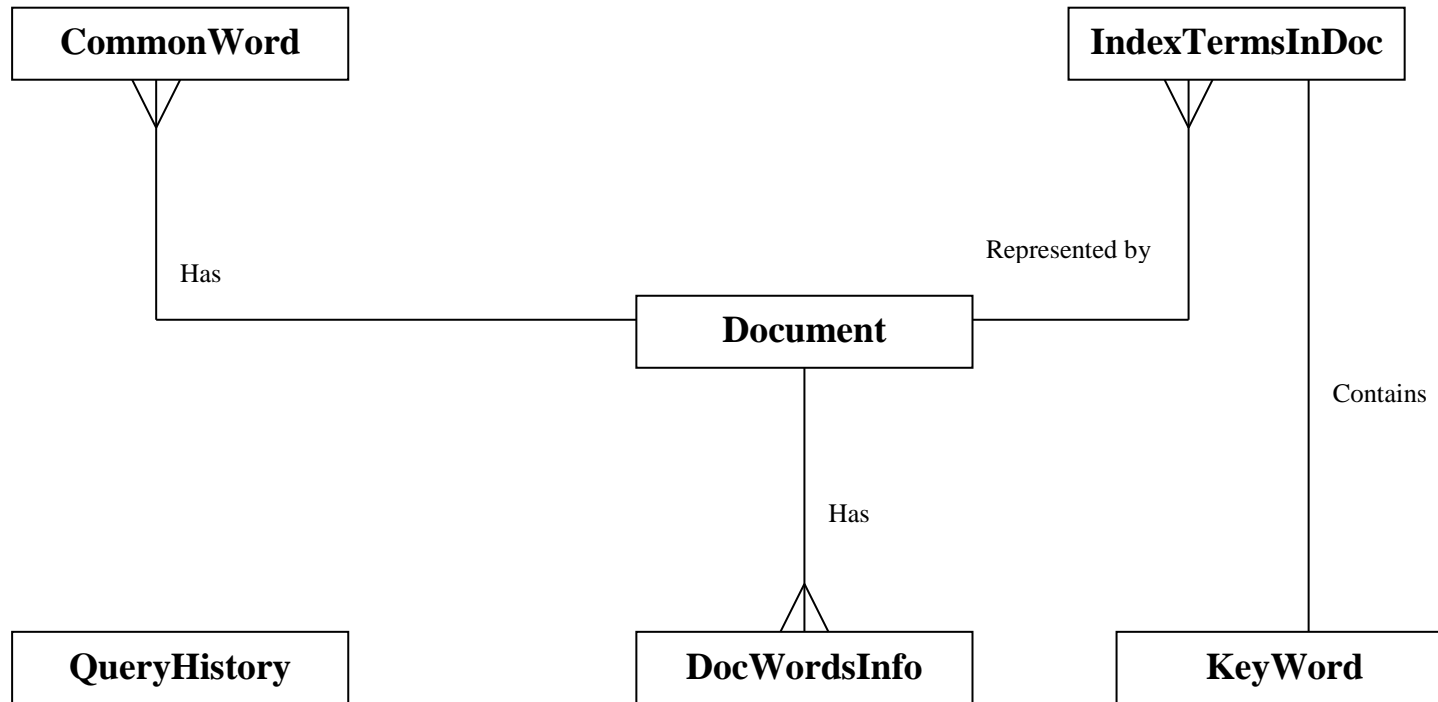 CommonWord
IndexTermsInDoc
Represented by
Has
Document
Contains
Has
QueryHistory
DocWordsInfo
KeyWord